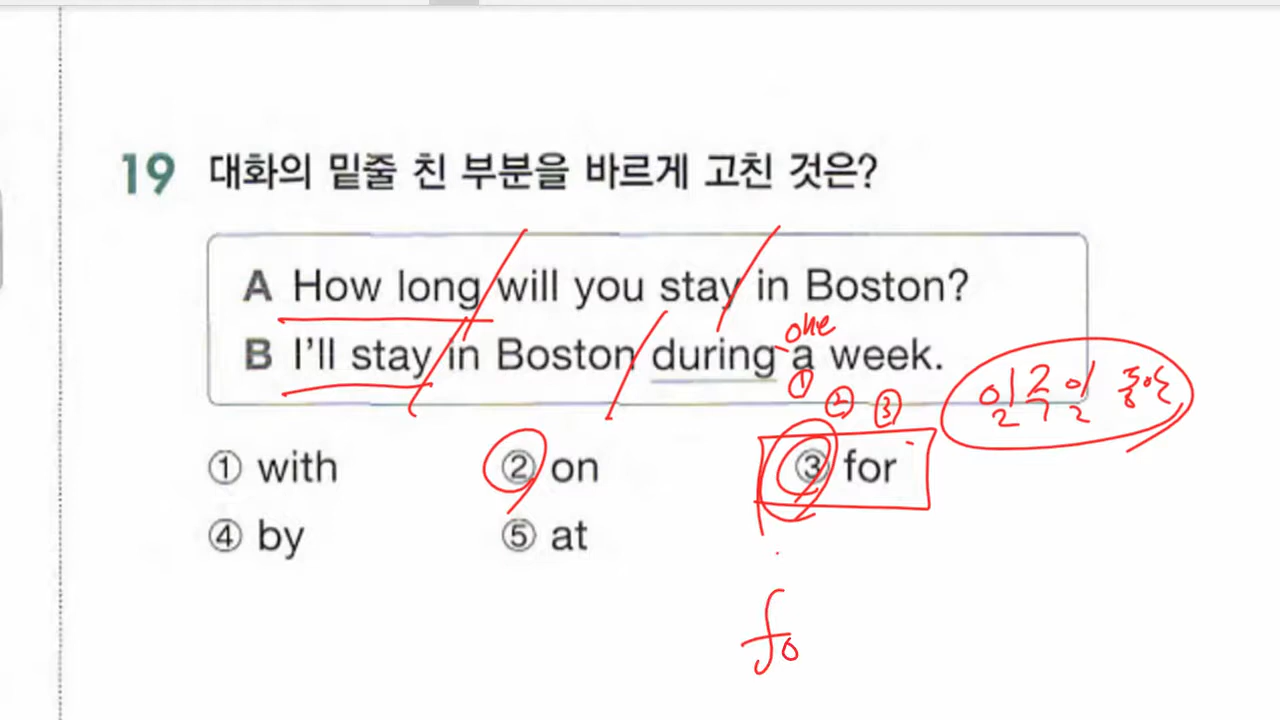 19 대화의 밑줄 친 부분을 바르게 고친 것은?
A How long will you stay in Boston?
one
B I'll stay in Boston during a week.
① ② ③
일주일 동안
① with ② on ③ for
④ by ⑤ at
fo